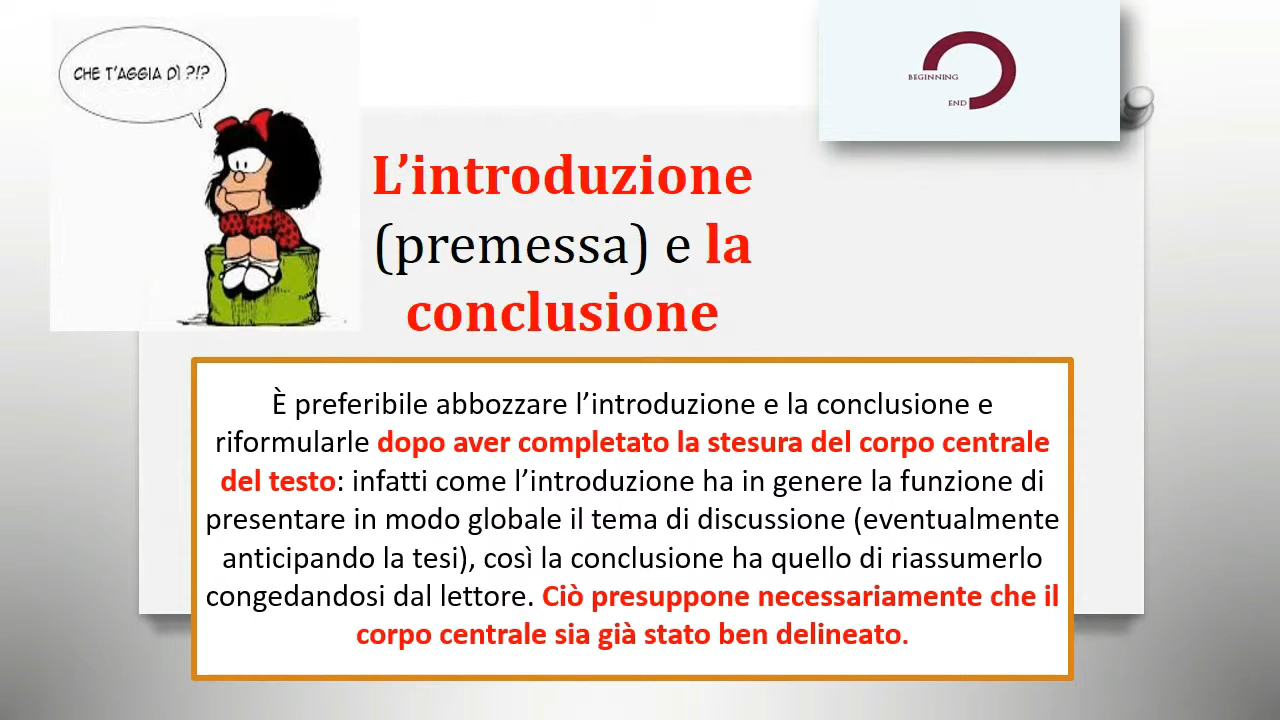 CHE T'AGGIA DÌ ?!?
BEGINNING
END
L’introduzione
(premessa) e la
conclusione
È preferibile abbozzare l’introduzione e la conclusione e
riformularle dopo aver completato la stesura del corpo centrale
del testo: infatti come l’introduzione ha in genere la funzione di
presentare in modo globale il tema di discussione (eventualmente
anticipando la tesi), così la conclusione ha quello di riassumerlo
congedandosi dal lettore. Ciò presuppone necessariamente che il
corpo centrale sia già stato ben delineato.